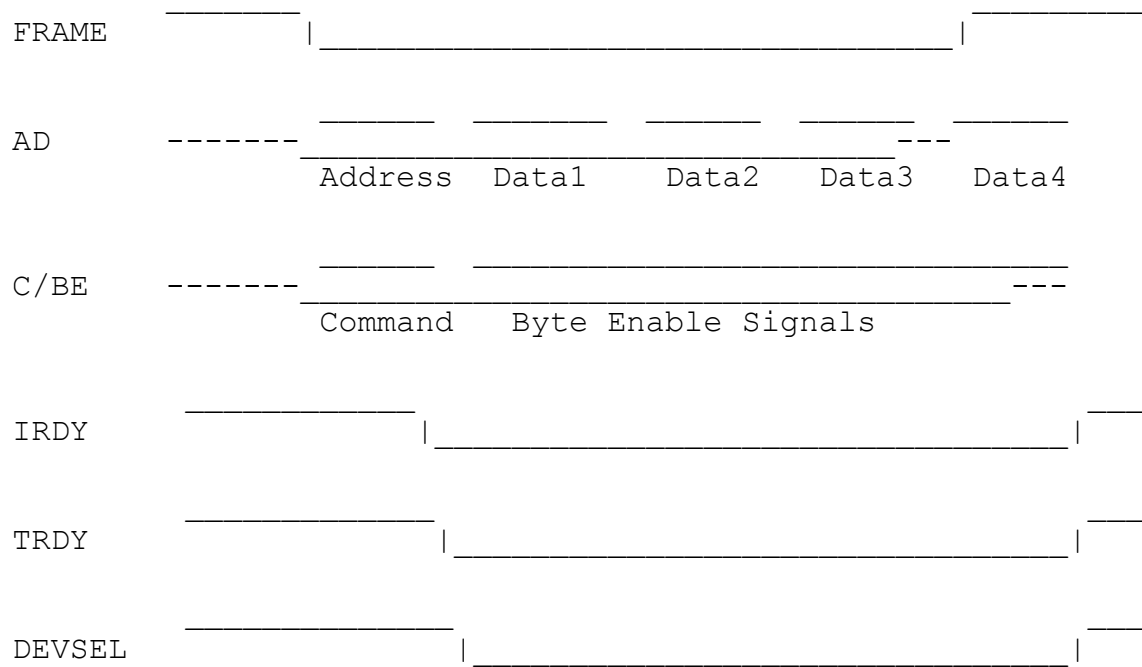 FRAME
AD
Address Data1 Data2 Data3 Data4
C/BE
Command Byte Enable Signals
IRDY
TRDY
DEVSEL